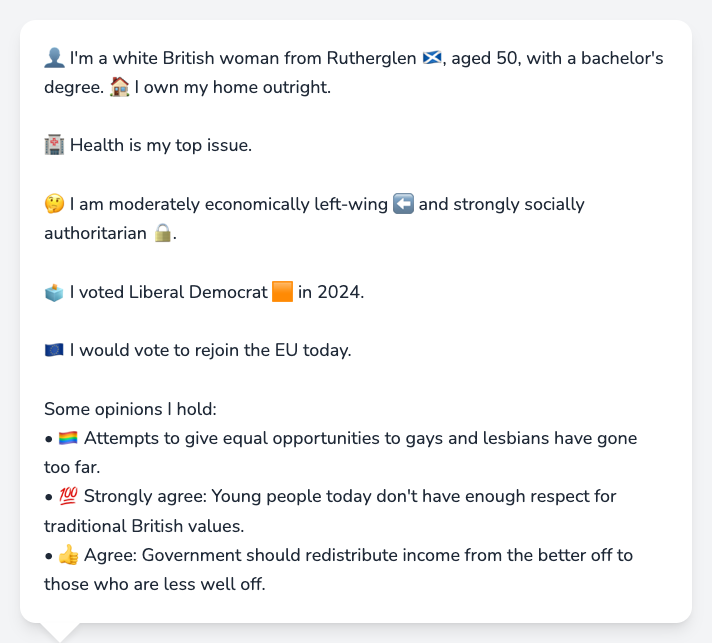 👤 I'm a white British woman from Rutherglen 🏴󠁧󠁢󠁳󠁣󠁴󠁿, aged 50, with a bachelor's
degree. 🏠 I own my home outright.
🏥 Health is my top issue.
🤔 I am moderately economically left-wing ⬅️ and strongly socially
authoritarian 🔒.
🗳️ I voted Liberal Democrat 🟧 in 2024.
🇪🇺 I would vote to rejoin the EU today.
Some opinions I hold:
• 🏳️‍🌈 Attempts to give equal opportunities to gays and lesbians have gone
too far.
• 💯 Strongly agree: Young people today don't have enough respect for
traditional British values.
• 👍 Agree: Government should redistribute income from the better off to
those who are less well off.